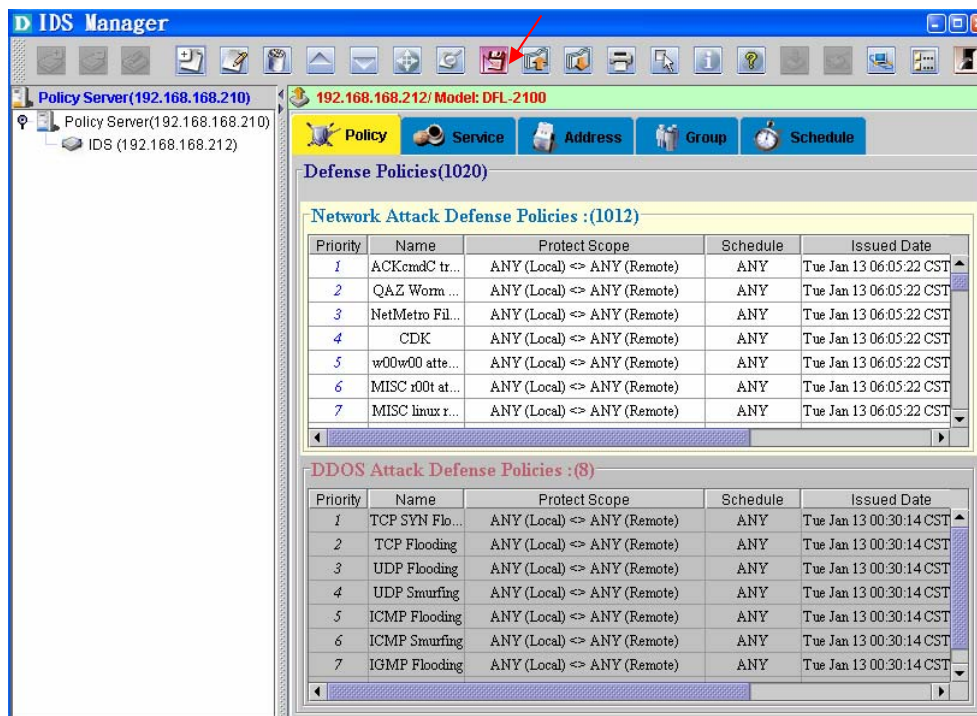 D IDS Manager
Policy Server(192.168.168.210)
Policy Server(192.168.168.210)
IDS (192.168.168.212)
192.168.168.212/ Model: DFL-2100
Policy Service Address Group Schedule
Defense Policies(1020)
Network Attack Defense Policies :(1012)
Priority Name Protect Scope Schedule Issued Date
1 ACKcmdC tr... ANY (Local) <> ANY (Remote) ANY Tue Jan 13 06:05:22 CST
2 QAZ Worm ... ANY (Local) <> ANY (Remote) ANY Tue Jan 13 06:05:22 CST
3 NetMetro Fil... ANY (Local) <> ANY (Remote) ANY Tue Jan 13 06:05:22 CST
4 CDK ANY (Local) <> ANY (Remote) ANY Tue Jan 13 06:05:22 CST
5 w00w00 atte... ANY (Local) <> ANY (Remote) ANY Tue Jan 13 06:05:22 CST
6 MISC r00t at... ANY (Local) <> ANY (Remote) ANY Tue Jan 13 06:05:22 CST
7 MISC linux r... ANY (Local) <> ANY (Remote) ANY Tue Jan 13 06:05:22 CST
DDOS Attack Defense Policies :(8)
Priority Name Protect Scope Schedule Issued Date
1 TCP SYN Flo... ANY (Local) <> ANY (Remote) ANY Tue Jan 13 00:30:14 CST
2 TCP Flooding ANY (Local) <> ANY (Remote) ANY Tue Jan 13 00:30:14 CST
3 UDP Flooding ANY (Local) <> ANY (Remote) ANY Tue Jan 13 00:30:14 CST
4 UDP Smurfing ANY (Local) <> ANY (Remote) ANY Tue Jan 13 00:30:14 CST
5 ICMP Flooding ANY (Local) <> ANY (Remote) ANY Tue Jan 13 00:30:14 CST
6 ICMP Smurfing ANY (Local) <> ANY (Remote) ANY Tue Jan 13 00:30:14 CST
7 IGMP Flooding ANY (Local) <> ANY (Remote) ANY Tue Jan 13 00:30:14 CST